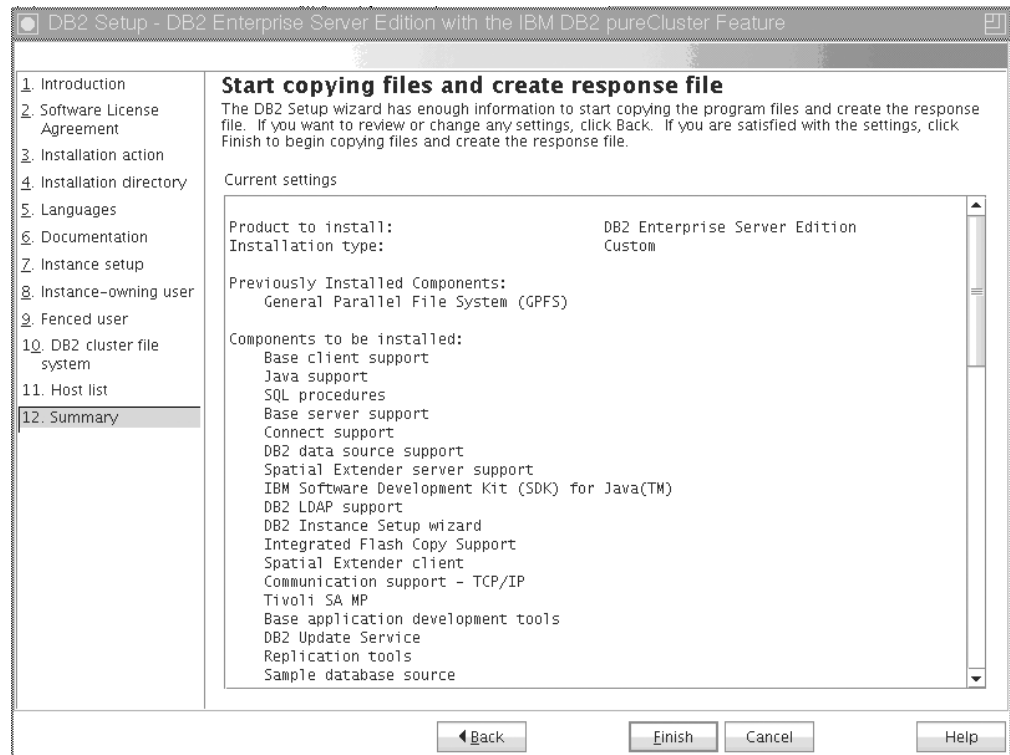 DB2 Setup - DB2 Enterprise Server Edition with the IBM DB2 pureCluster Feature
1. Introduction
2. Software License
Agreement
3. Installation action
4. Installation directory
5. Languages
6. Documentation
7. Instance setup
8. Instance-owning user
9. Fenced user
10. DB2 cluster file
system
11. Host list
12. Summary
Start copying files and create response file
The DB2 Setup wizard has enough information to start copying the program files and create the response
file. If you want to review or change any settings, click Back. If you are satisfied with the settings, click
Finish to begin copying files and create the response file.
Current settings
Product to install: DB2 Enterprise Server Edition
Installation type: Custom
Previously Installed Components:
General Parallel File System (GPFS)
Components to be installed:
Base client support
Java support
SQL procedures
Base server support
Connect support
DB2 data source support
Spatial Extender server support
IBM Software Development Kit (SDK) for Java(TM)
DB2 LDAP support
DB2 Instance Setup wizard
Integrated Flash Copy Support
Spatial Extender client
Communication support - TCP/IP
Tivoli SA MP
Base application development tools
DB2 Update Service
Replication tools
Sample database source
Back Finish Cancel Help